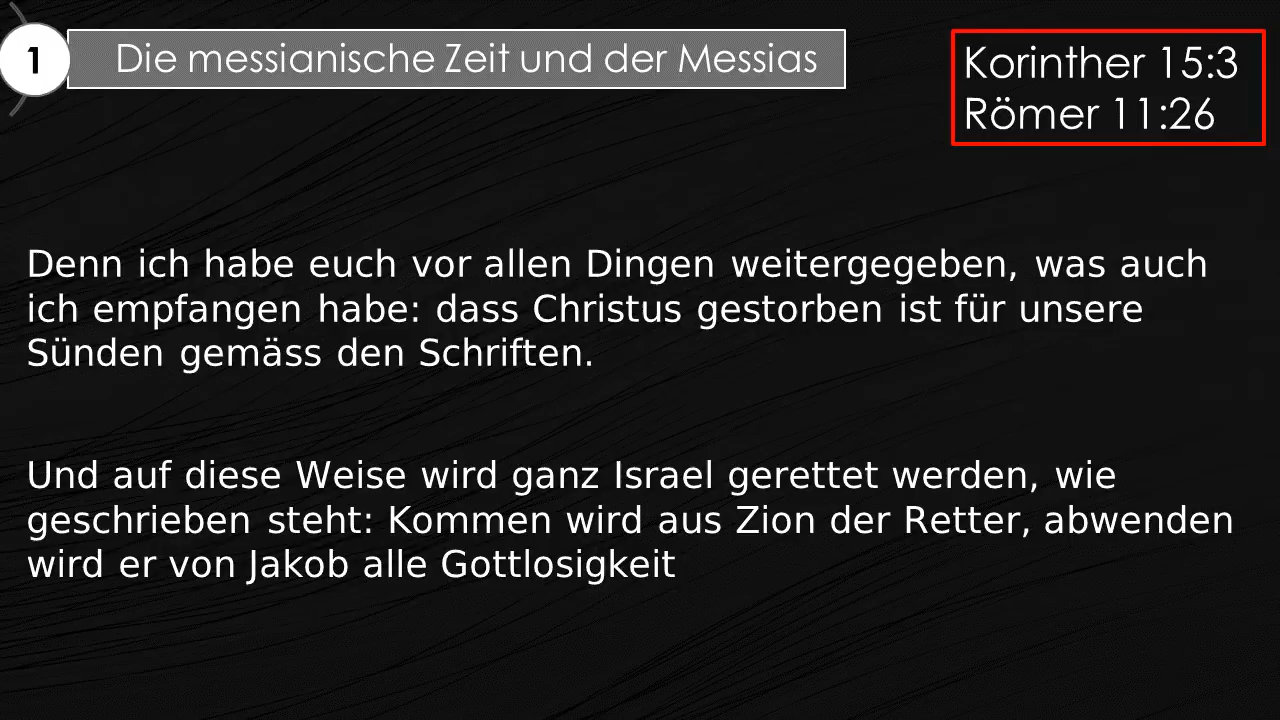 1
Die messianische Zeit und der Messias
Korinther 15:3
Römer 11:26
Denn ich habe euch vor allen Dingen weitergegeben, was auch
ich empfangen habe: dass Christus gestorben ist für unsere
Sünden gemäss den Schriften.
Und auf diese Weise wird ganz Israel gerettet werden, wie
geschrieben steht: Kommen wird aus Zion der Retter, abwenden
wird er von Jakob alle Gottlosigkeit